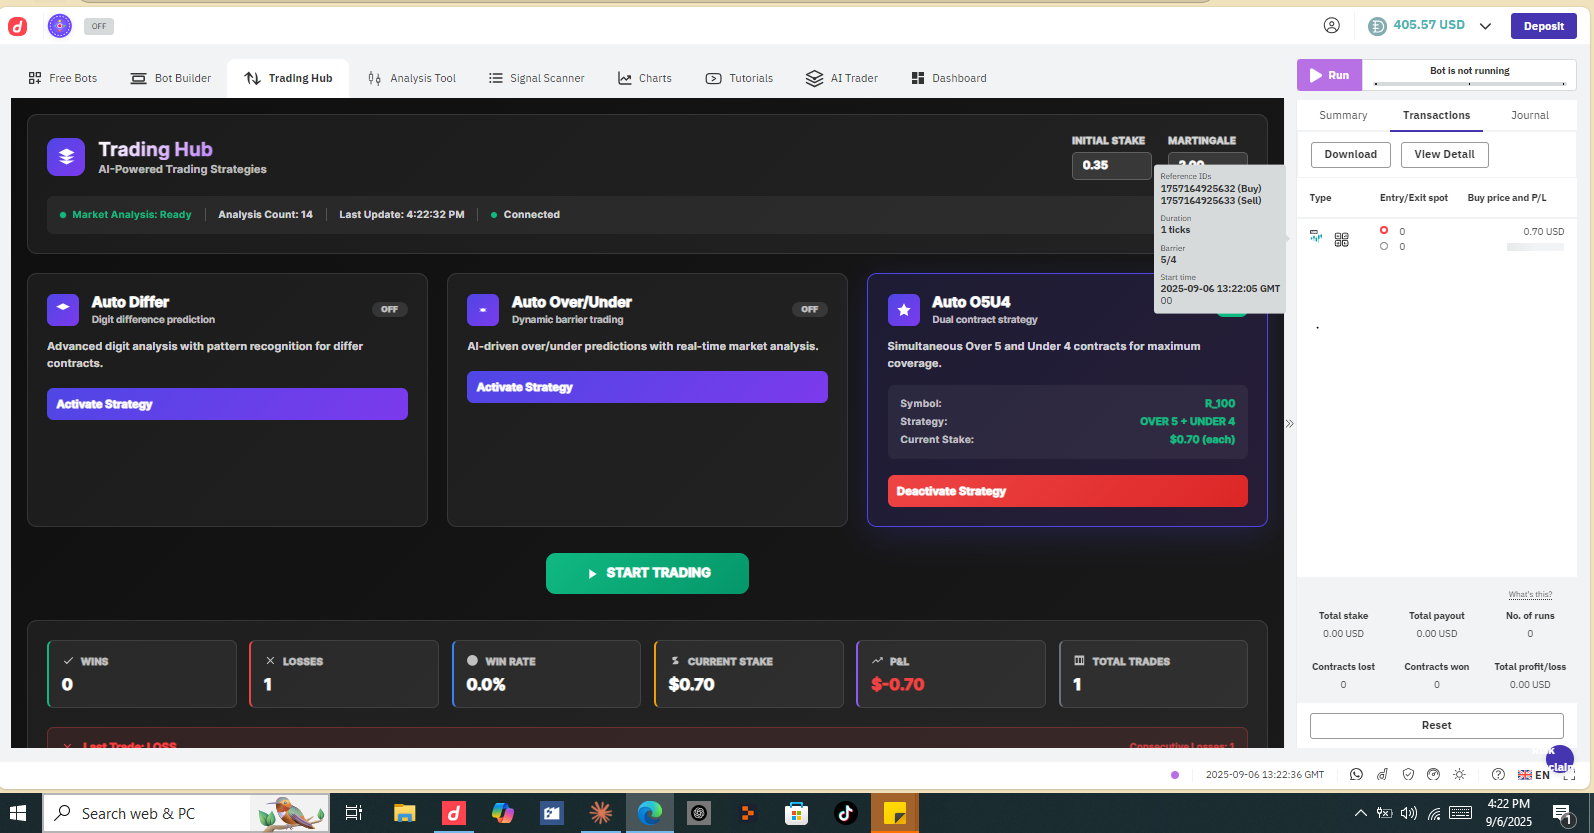 OFF
405.57 USD
Deposit
Free Bots
Bot Builder
Trading Hub
Analysis Tool
Signal Scanner
Charts
Tutorials
AI Trader
Dashboard
Run
Bot is not running
Summary
Transactions
Journal
Download
View Detail
Type
Entry/Exit spot
Buy price and P/L
0
0
0.70 USD
Trading Hub
AI-Powered Trading Strategies
INITIAL STAKE
MARTINGALE
0.35
Market Analysis: Ready
Analysis Count: 14
Last Update: 4:22:32 PM
Connected
Reference IDs
1757164925632 (Buy)
1757164925633 (Sell)
Duration
1 ticks
Barrier
5/4
Start time
2025-09-06 13:22:05 GMT
00
Auto Differ
Digit difference prediction
OFF
Advanced digit analysis with pattern recognition for differ
contracts.
Activate Strategy
Auto Over/Under
Dynamic barrier trading
OFF
AI-driven over/under predictions with real-time market analysis.
Activate Strategy
Auto O5U4
Dual contract strategy
Simultaneous Over 5 and Under 4 contracts for maximum
coverage.
Symbol:
R_100
Strategy:
OVER 5 + UNDER 4
Current Stake:
$0.70 (each)
Deactivate Strategy
START TRADING
WINS
0
LOSSES
1
WIN RATE
0.0%
CURRENT STAKE
$0.70
P&L
$-0.70
TOTAL TRADES
1
Last Trade: LOSS
Consecutive Losses: 1
What's this?
Total stake
Total payout
No. of runs
0.00 USD
0.00 USD
0
Contracts lost
Contracts won
Total profit/loss
0
0
0.00 USD
Reset
2025-09-06 13:22:36 GMT
EN
Search web & PC
4:22 PM
9/6/2025
1